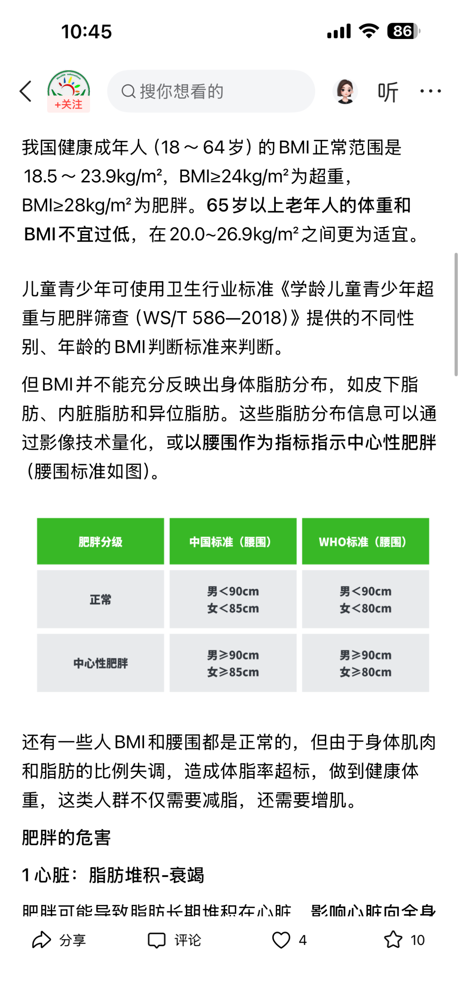 10:45
86
Health education
+关注
搜你想看的
听
我国健康成年人（18～64岁）的BMI正常范围是
18.5～23.9kg/m²，BMI≥24kg/m²为超重，
BMI≥28kg/m²为肥胖。65岁以上老年人的体重和
BMI不宜过低，在20.0~26.9kg/m²之间更为适宜。
儿童青少年可使用卫生行业标准《学龄儿童青少年超
重与肥胖筛查（WS/T 586—2018）》提供的不同性
别、年龄的BMI判断标准来判断。
但BMI并不能充分反映出身体脂肪分布，如皮下脂
肪、内脏脂肪和异位脂肪。这些脂肪分布信息可以通
过影像技术量化，或以腰围作为指标指示中心性肥胖
（腰围标准如图）。
肥胖分级 中国标准（腰围） WHO标准（腰围）
正常
男＜90cm
女＜85cm
男＜90cm
女＜80cm
中心性肥胖
男≥90cm
女≥85cm
男≥90cm
女≥80cm
还有一些人BMI和腰围都是正常的，但由于身体肌肉
和脂肪的比例失调，造成体脂率超标，做到健康体
重，这类人群不仅需要减脂，还需要增肌。
肥胖的危害
1心脏：脂肪堆积-衰竭
肥胖可能导致脂肪长期堆积在心脏，影响心脏向全身
分享 评论 4 10